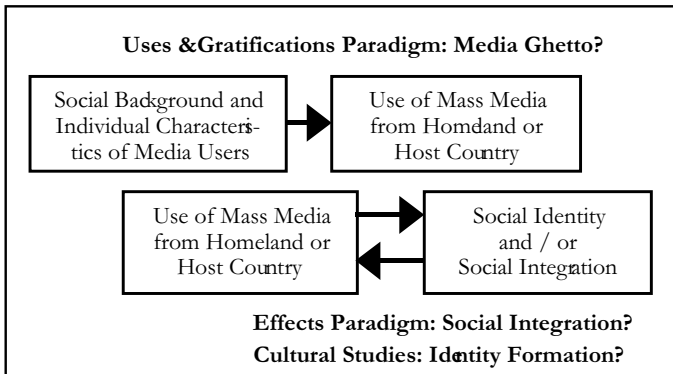 Uses &Gratifications Paradigm: Media Ghetto?
Social Background and
Individual Characteris-
tics of Media Users
Use of Mass Media
from Homeland or
Host Country
Use of Mass Media
from Homeland or
Host Country
Social Identity
and / or
Social Integration
Effects Paradigm: Social Integration?
Cultural Studies: Identity Formation?